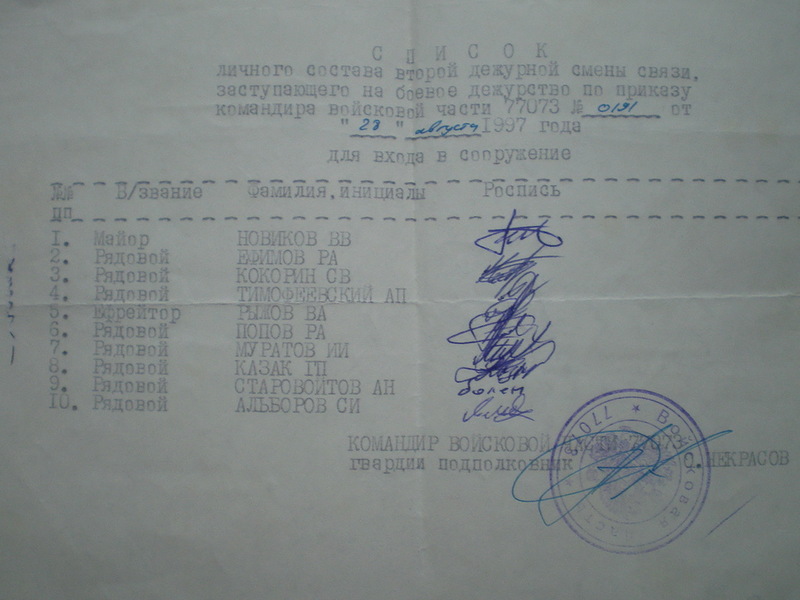 С П И С О К
личного состава второй дежурной смены связи,
заступающего на боевое дежурство по приказу
командира войсковой части 77073 № 0191 от
"28" августа 1997 года
для входа в сооружение
№№ В/звание Фамилия,инициалы Роспись
пп
1. Майор НОВИКОВ ВВ
2. Рядовой ЕФИМОВ РА
3. Рядовой КОКОРИН СВ
4. Рядовой ТИМОФЕЕВСКИЙ АП
5. Ефрейтор РЫЖОВ ВА
6. Рядовой ПОПОВ РА
7. Рядовой МУРАТОВ ИИ
8. Рядовой КАЗАК ГП
9. Рядовой СТАРОВОЙТОВ АН болен
10. Рядовой АЛЬБОРОВ СИ
КОМАНДИР ВОЙСКОВОЙ ЧАСТИ 77073
гвардии подполковник С.НЕКРАСОВ
* ВОЙСКОВАЯ ЧАСТЬ * 77073